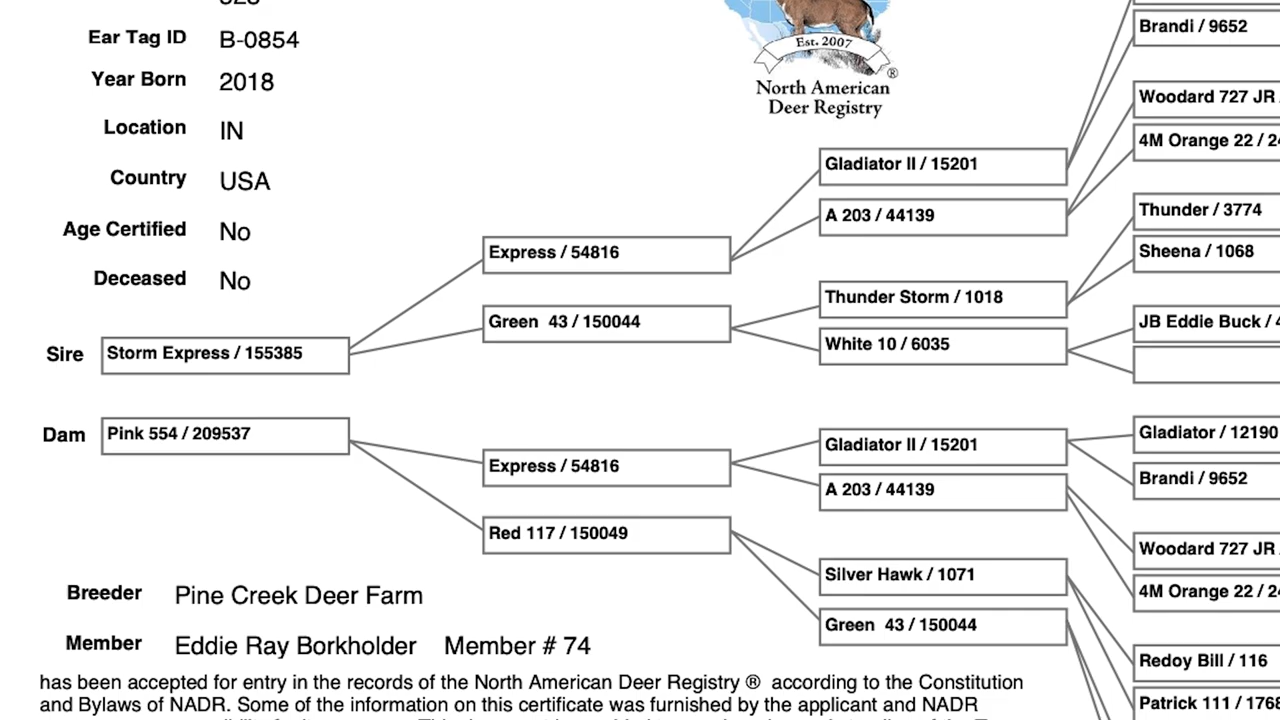 Ear Tag ID B-0854
Year Born 2018
Location IN
Country USA
Age Certified No
Deceased No
Est. 2007
®
North American
Deer Registry
Sire Storm Express / 155385
Dam Pink 554 / 209537
Express / 54816
Green 43 / 150044
Express / 54816
Red 117 / 150049
Gladiator II / 15201
A 203 / 44139
Thunder Storm / 1018
White 10 / 6035
Gladiator II / 15201
A 203 / 44139
Silver Hawk / 1071
Green 43 / 150044
Brandi / 9652
Woodard 727 JR
4M Orange 22 /
Thunder / 3774
Sheena / 1068
JB Eddie Buck /
Gladiator / 12190
Brandi / 9652
Woodard 727 JR
4M Orange 22 /
Redoy Bill / 116
Patrick 111 / 1768
Breeder Pine Creek Deer Farm
Member Eddie Ray Borkholder Member # 74
has been accepted for entry in the records of the North American Deer Registry ® according to the Constitution
and Bylaws of NADR. Some of the information on this certificate was furnished by the applicant and NADR